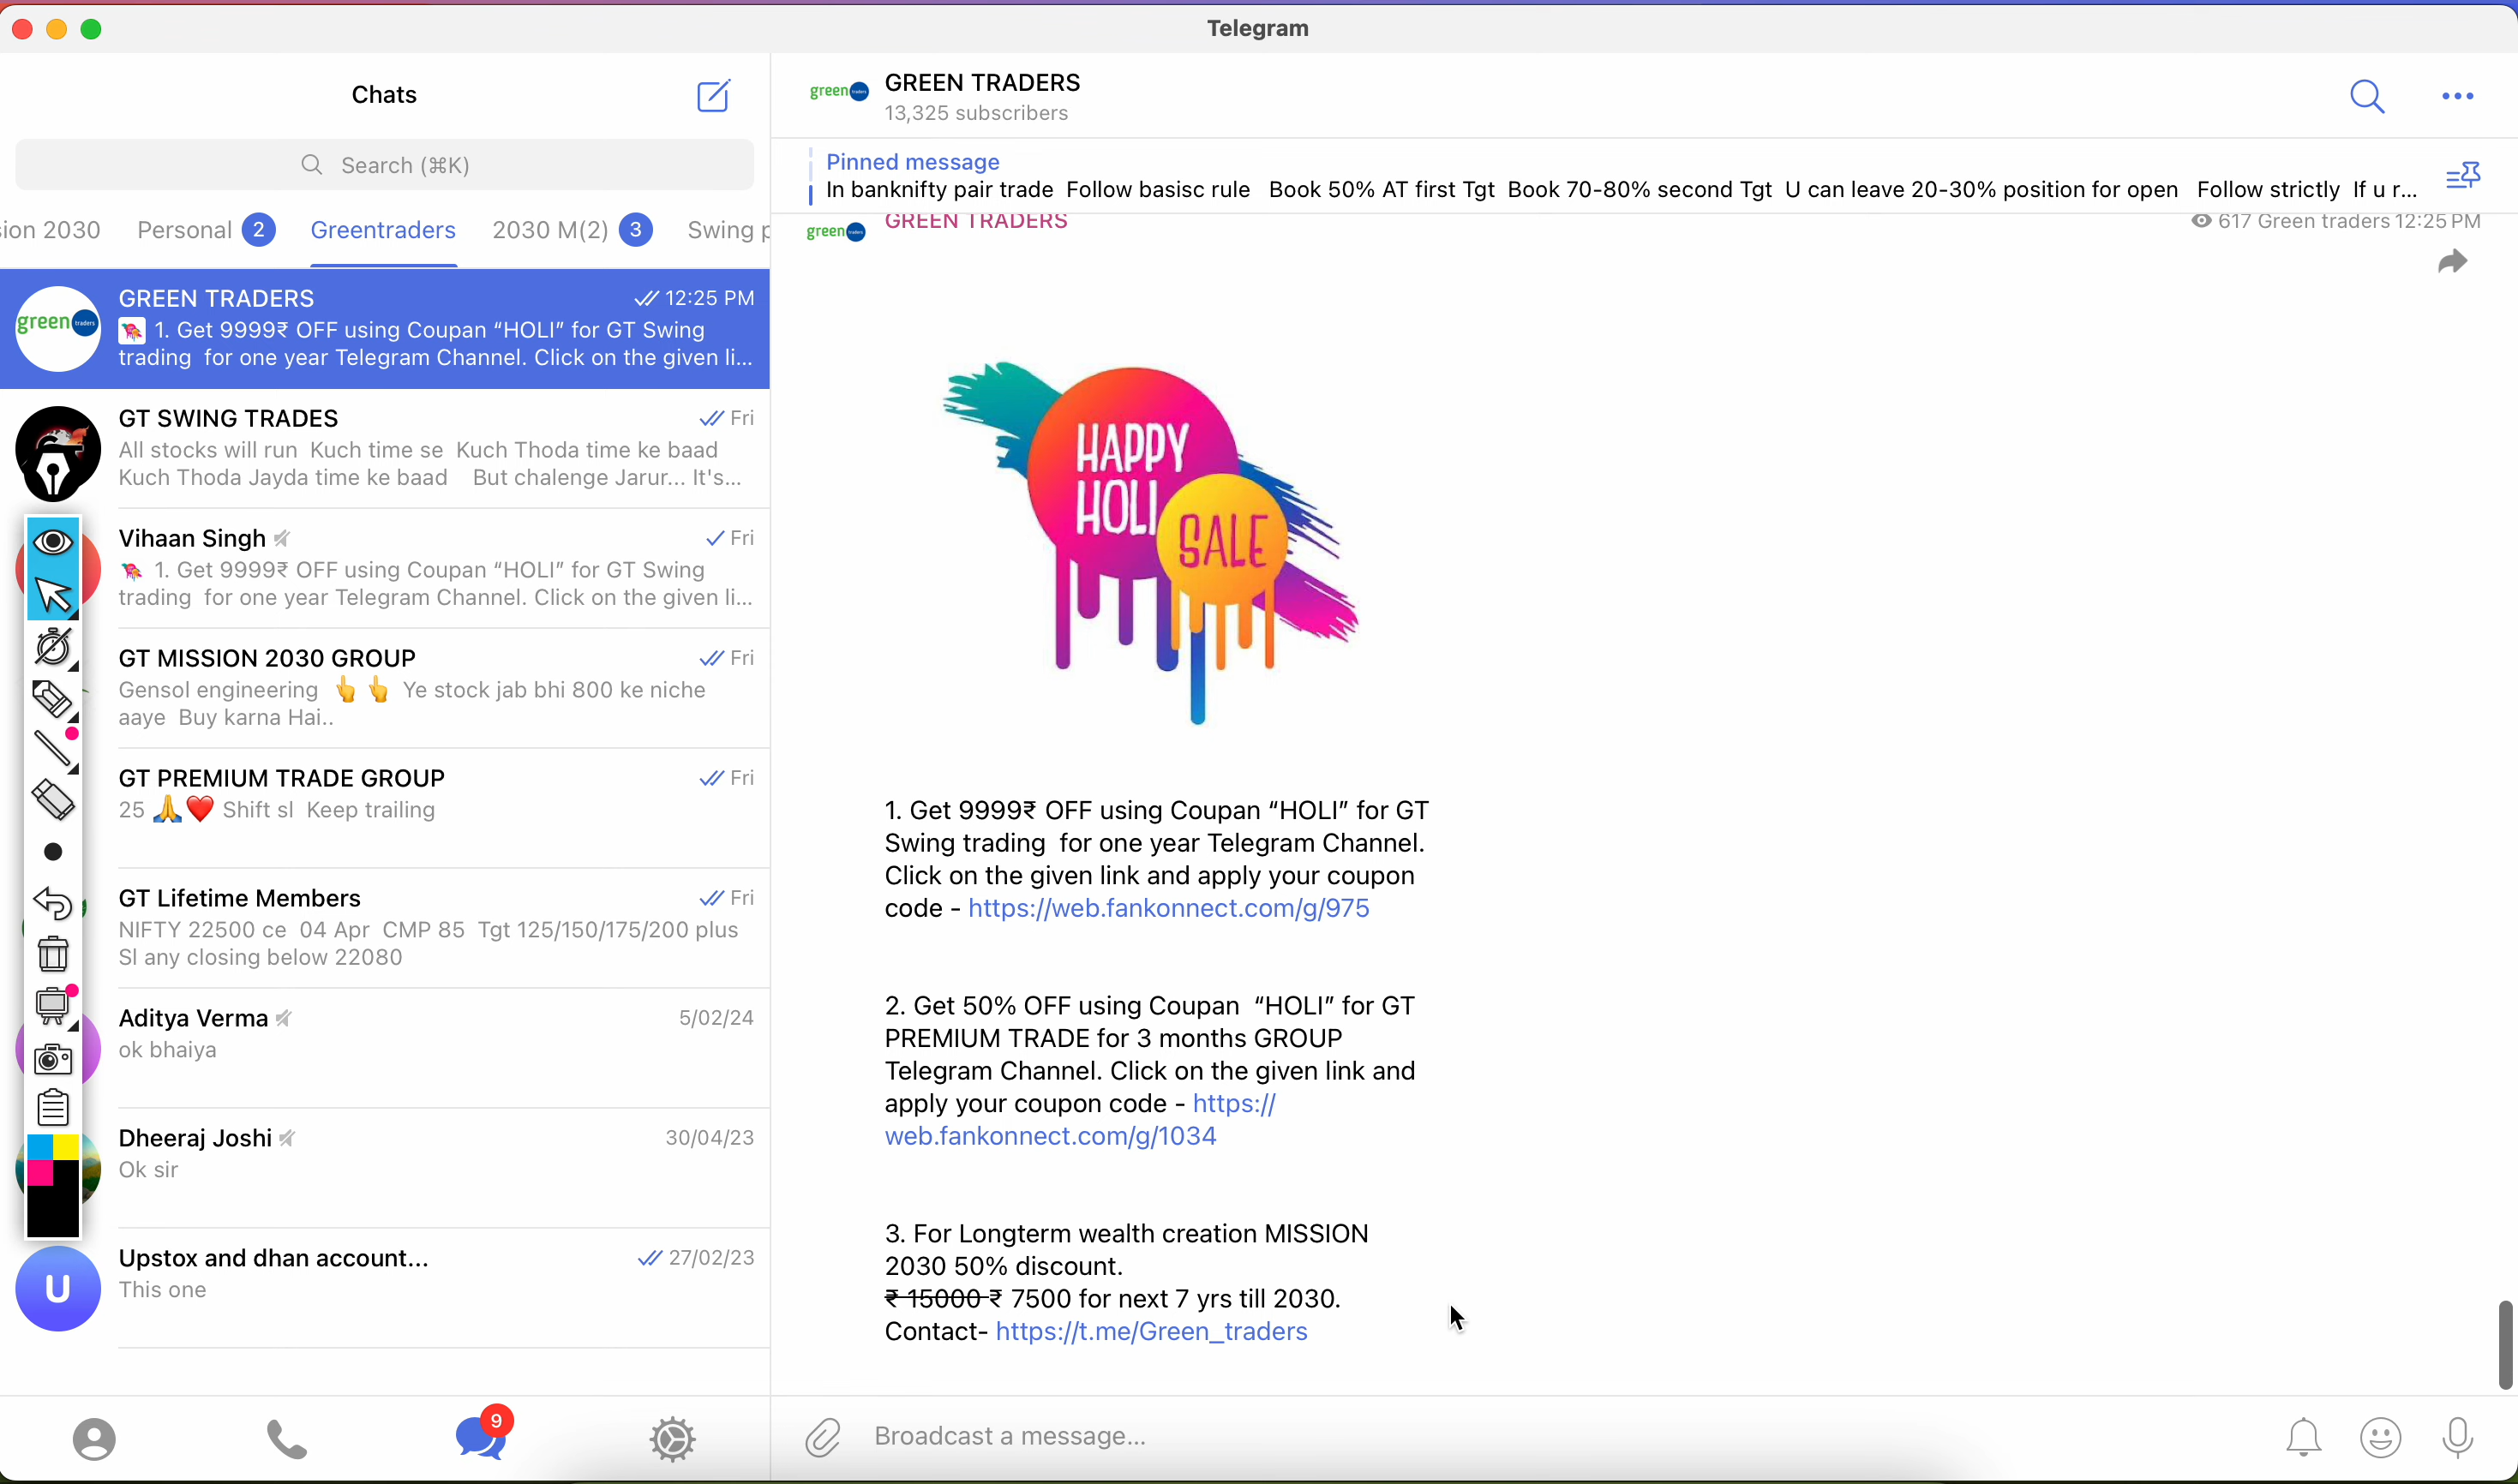 Telegram
Chats
Search (⌘K)
ion 2030 Personal 2 Greentraders 2030 M(2) 3 Swing p
green traders
GREEN TRADERS 12:25 PM
1. Get 9999₹ OFF using Coupan “HOLI” for GT Swing
trading for one year Telegram Channel. Click on the given li...
GT SWING TRADES Fri
All stocks will run Kuch time se Kuch Thoda time ke baad
Kuch Thoda Jayda time ke baad But chalenge Jarur... It's...
Vihaan Singh Fri
1. Get 9999₹ OFF using Coupan “HOLI” for GT Swing
trading for one year Telegram Channel. Click on the given li...
GT MISSION 2030 GROUP Fri
Gensol engineering 👆 👆 Ye stock jab bhi 800 ke niche
aaye Buy karna Hai..
GT PREMIUM TRADE GROUP Fri
25 🙏❤️ Shift sl Keep trailing
GT Lifetime Members Fri
NIFTY 22500 ce 04 Apr CMP 85 Tgt 125/150/175/200 plus
Sl any closing below 22080
Aditya Verma 5/02/24
ok bhaiya
Dheeraj Joshi 30/04/23
Ok sir
U
Upstox and dhan account... 27/02/23
This one
9
green traders
GREEN TRADERS
13,325 subscribers
Pinned message
In banknifty pair trade Follow basisc rule Book 50% AT first Tgt Book 70-80% second Tgt U can leave 20-30% position for open Follow strictly If u r...
green traders
GREEN TRADERS
617 Green traders 12:25 PM
HAPPY
HOLI
SALE
1. Get 9999₹ OFF using Coupan “HOLI” for GT
Swing trading for one year Telegram Channel.
Click on the given link and apply your coupon
code - https://web.fankonnect.com/g/975
2. Get 50% OFF using Coupan “HOLI” for GT
PREMIUM TRADE for 3 months GROUP
Telegram Channel. Click on the given link and
apply your coupon code - https://
web.fankonnect.com/g/1034
3. For Longterm wealth creation MISSION
2030 50% discount.
₹ 15000 ₹ 7500 for next 7 yrs till 2030.
Contact- https://t.me/Green_traders
Broadcast a message...